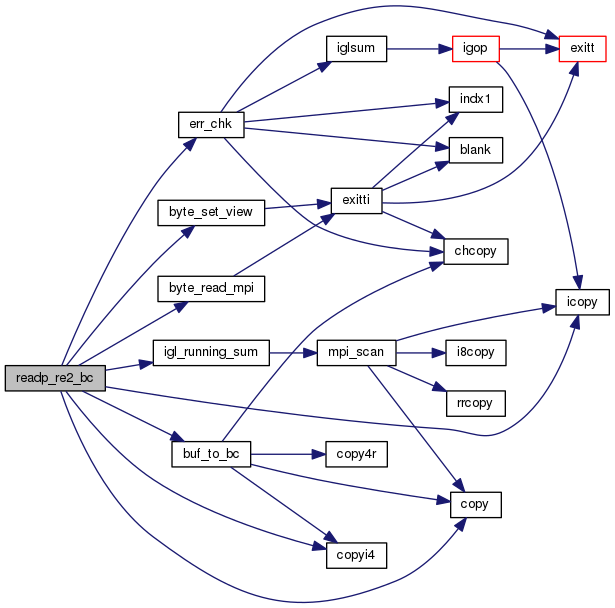 iglsum
igop
exitt
indx1
err_chk
blank
exitti
byte_set_view
chcopy
byte_read_mpi
icopy
igl_running_sum
mpi_scan
i8copy
readp_re2_bc
rrcopy
buf_to_bc
copy4r
copy
copyi4